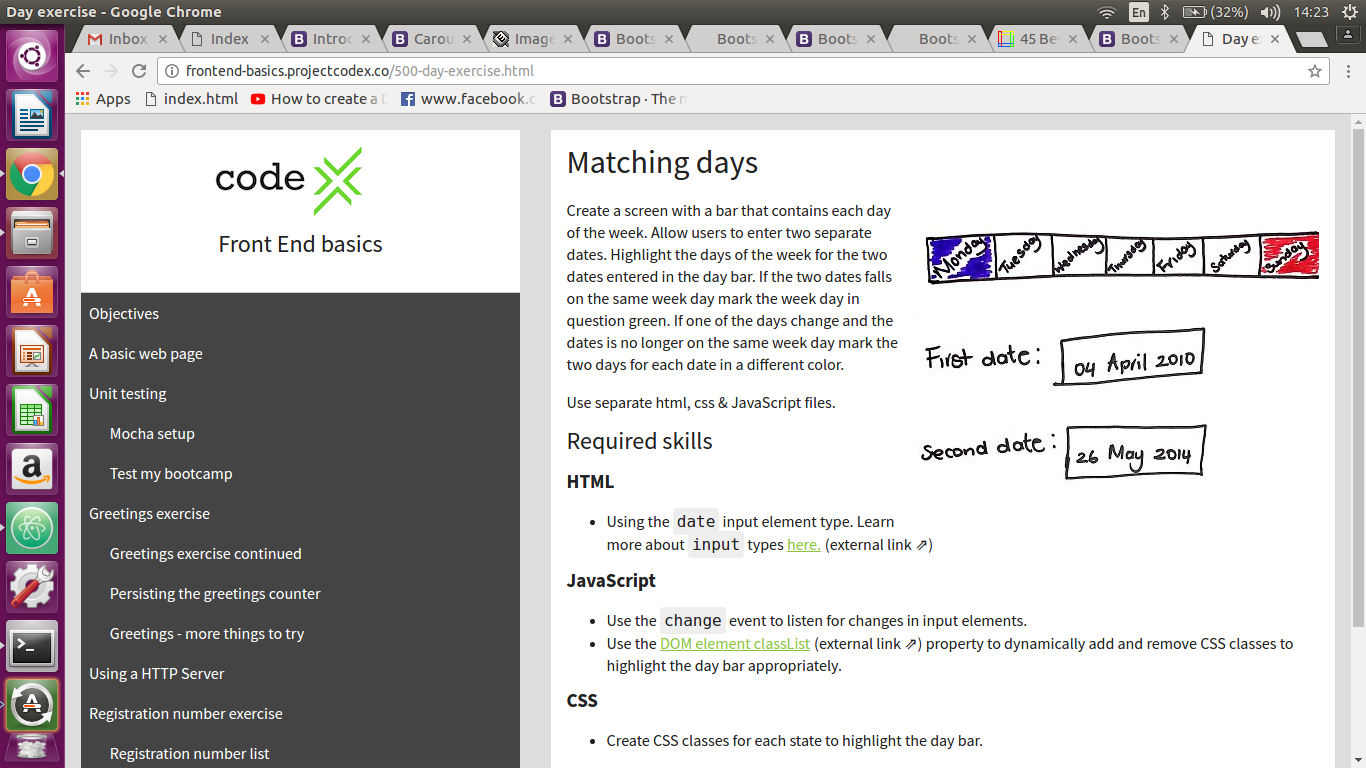 Day exercise - Google Chrome
En (32%) 14:23
Inbox Index Introc Carou Image Boots Boots Boots Boots 45 Be Boots Day e
frontend-basics.projectcodex.co/500-day-exercise.html
Apps index.html How to create a www.facebook.c Bootstrap · The
code
Front End basics
Objectives
A basic web page
Unit testing
Mocha setup
Test my bootcamp
Greetings exercise
Greetings exercise continued
Persisting the greetings counter
Greetings - more things to try
Using a HTTP Server
Registration number exercise
Registration number list
Matching days
Create a screen with a bar that contains each day
of the week. Allow users to enter two separate
dates. Highlight the days of the week for the two
dates entered in the day bar. If the two dates falls
on the same week day mark the week day in
question green. If one of the days change and the
dates is no longer on the same week day mark the
two days for each date in a different color.
Use separate html, css & JavaScript files.
Monday Tuesday Wednesday Thursday Friday Saturday Sunday
First date: 04 April 2010
Second date: 26 May 2014
Required skills
HTML
• Using the date input element type. Learn
more about input types here. (external link ⇗)
JavaScript
• Use the change event to listen for changes in input elements.
• Use the DOM element classList (external link ⇗) property to dynamically add and remove CSS classes to
highlight the day bar appropriately.
CSS
• Create CSS classes for each state to highlight the day bar.